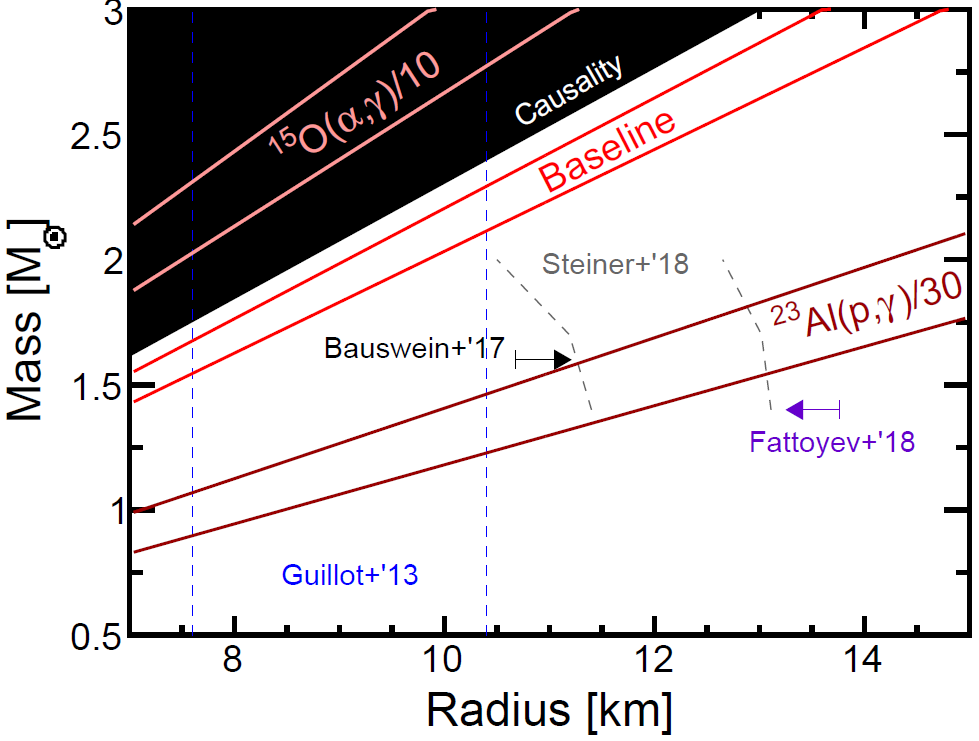 3
2.5
2
1.5
1
0.5
Mass [M☉]
¹⁵O(α,γ)/10
Causality
Baseline
Steiner+'18
²³Al(p,γ)/30
Bauswein+'17
Fattoyev+'18
Guillot+'13
8 10 12 14
Radius [km]